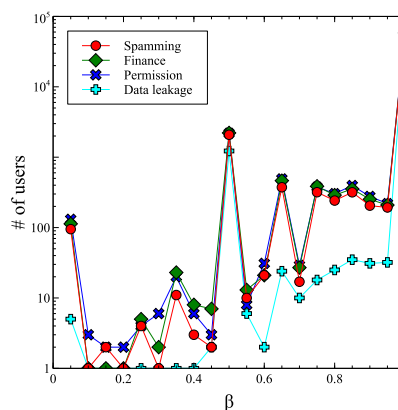 10^5
10^4
100
10
1
# of users
Spamming
Finance
Permission
Data leakage
0 0.2 0.4 0.6 0.8
β